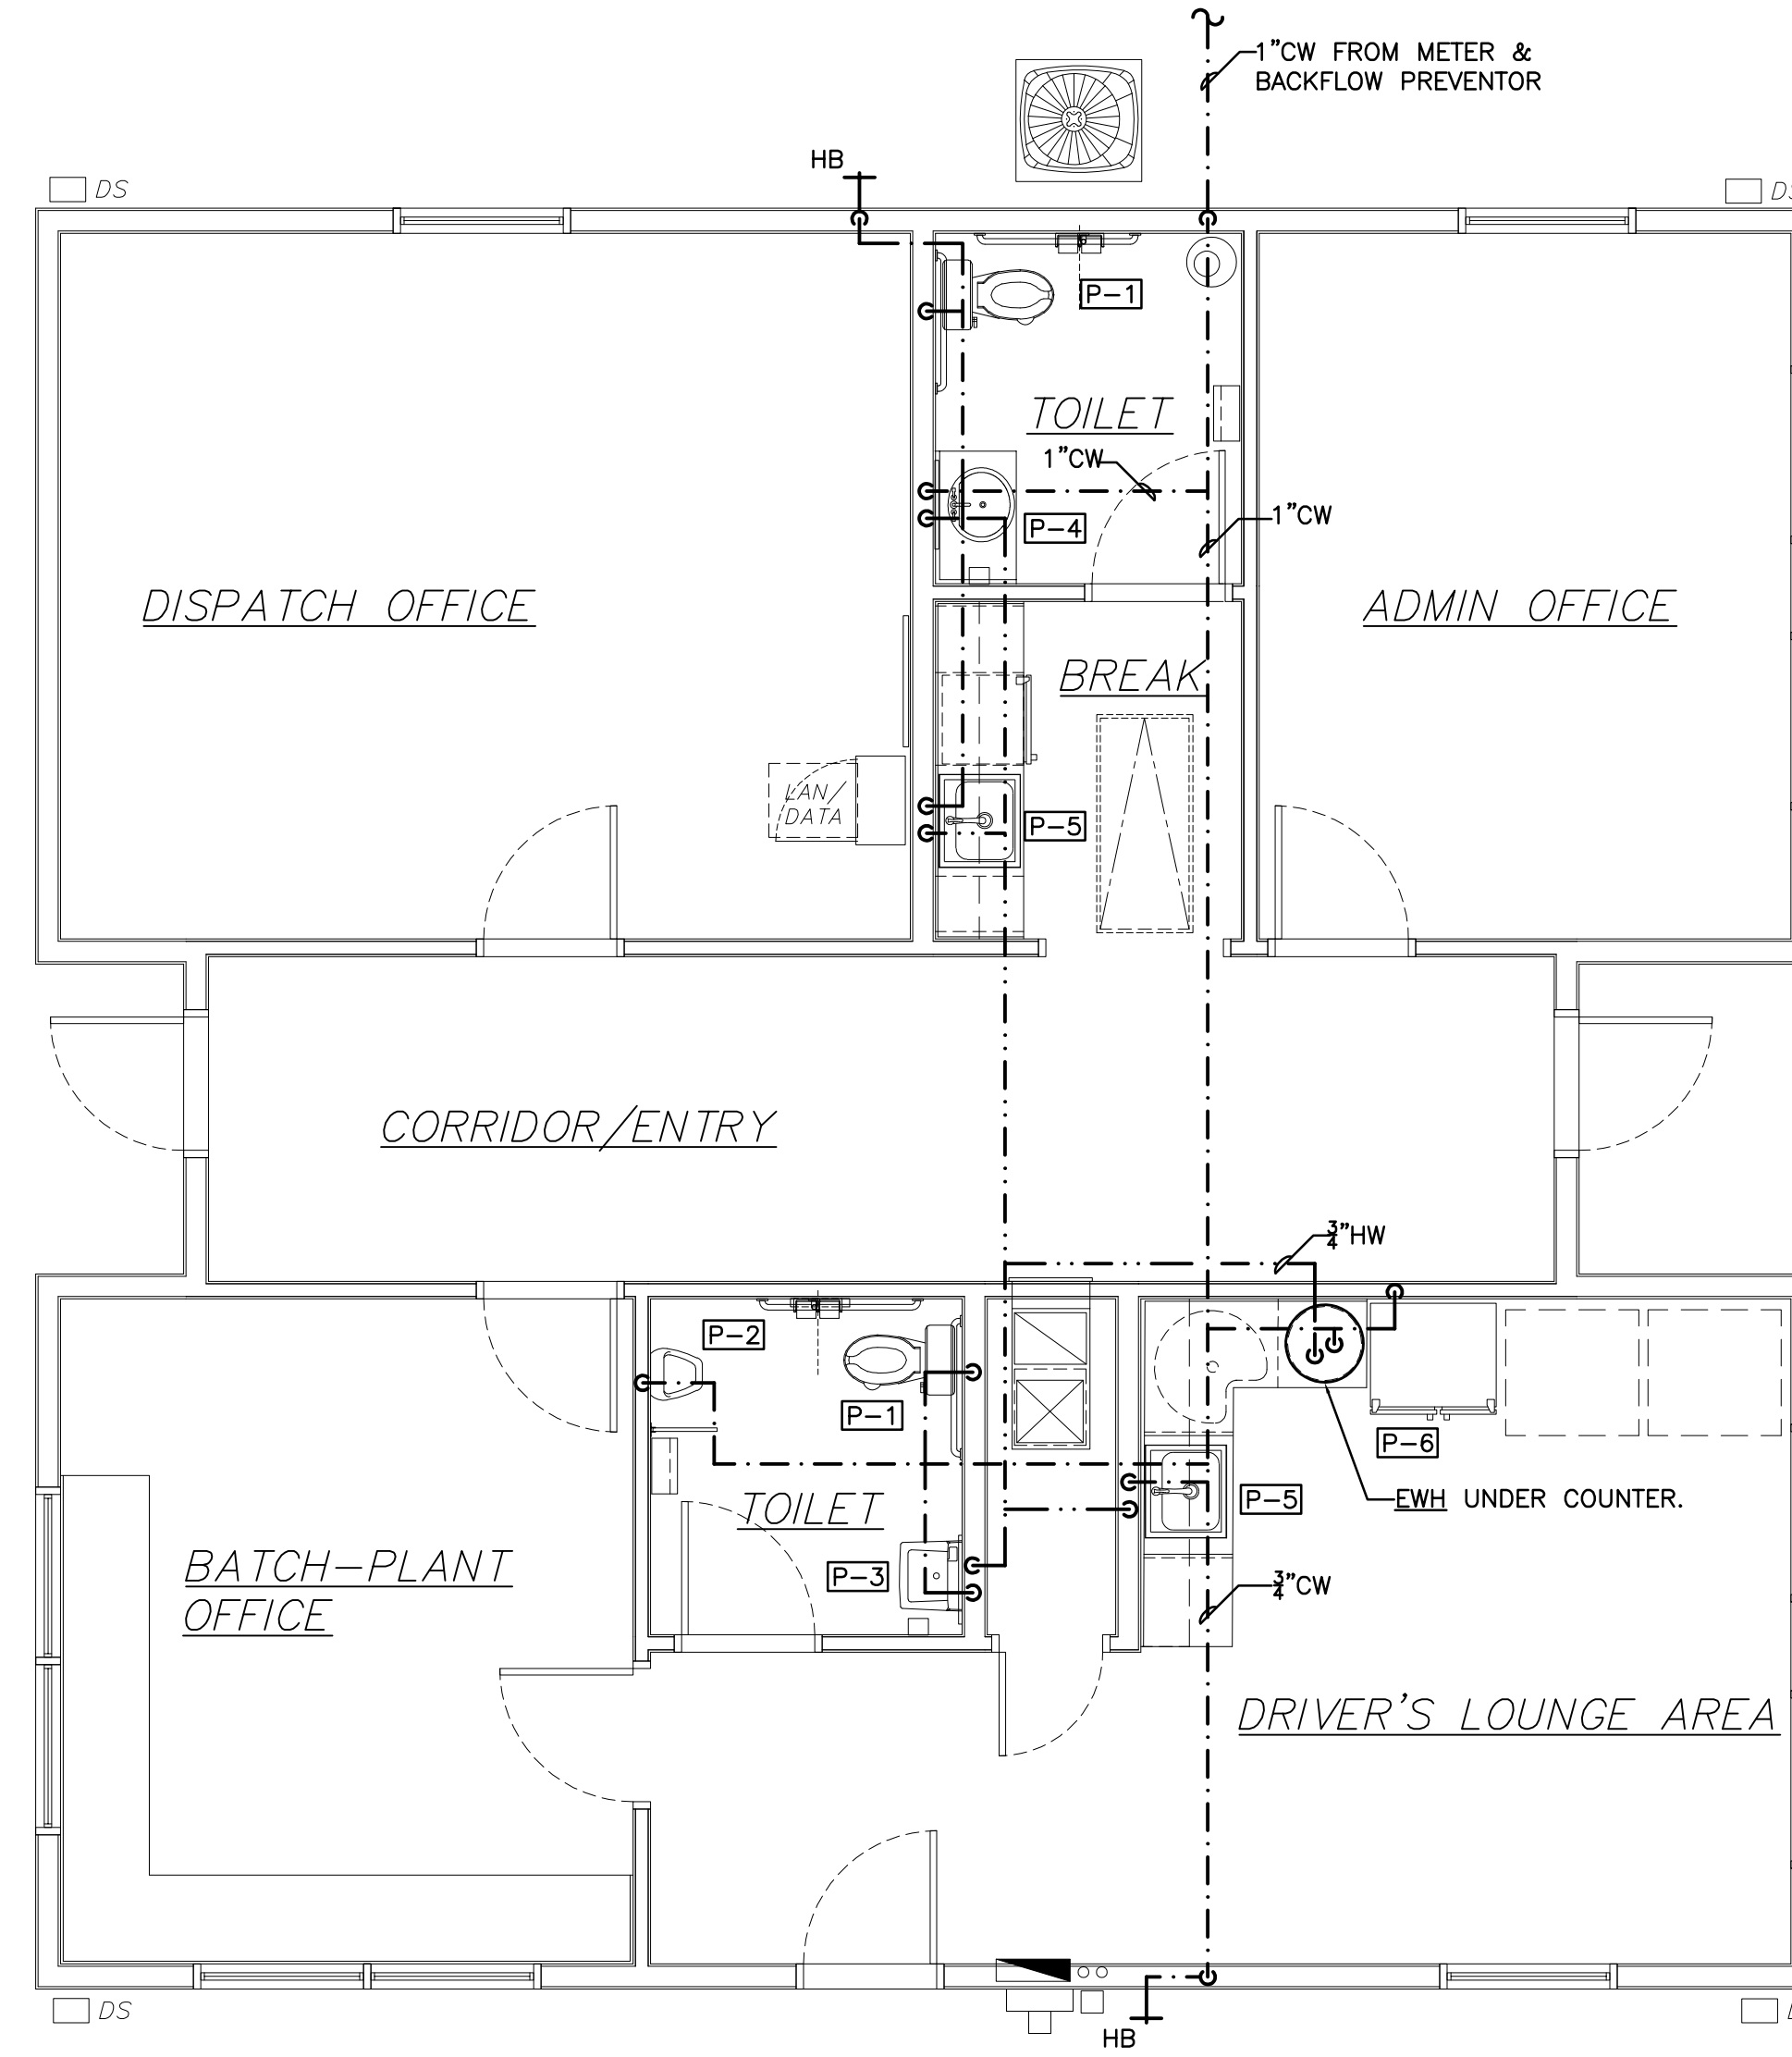 1"CW FROM METER &
BACKFLOW PREVENTOR
HB
DS
P-1
TOILET
1"CW
1"CW
P-4
DISPATCH OFFICE
ADMIN OFFICE
BREAK
LAN/
DATA
P-5
CORRIDOR/ENTRY
3/4"HW
P-2
P-1
P-6
TOILET
P-5
EWH UNDER COUNTER.
BATCH-PLANT
OFFICE
P-3
3/4"CW
DRIVER'S LOUNGE AREA
DS
HB